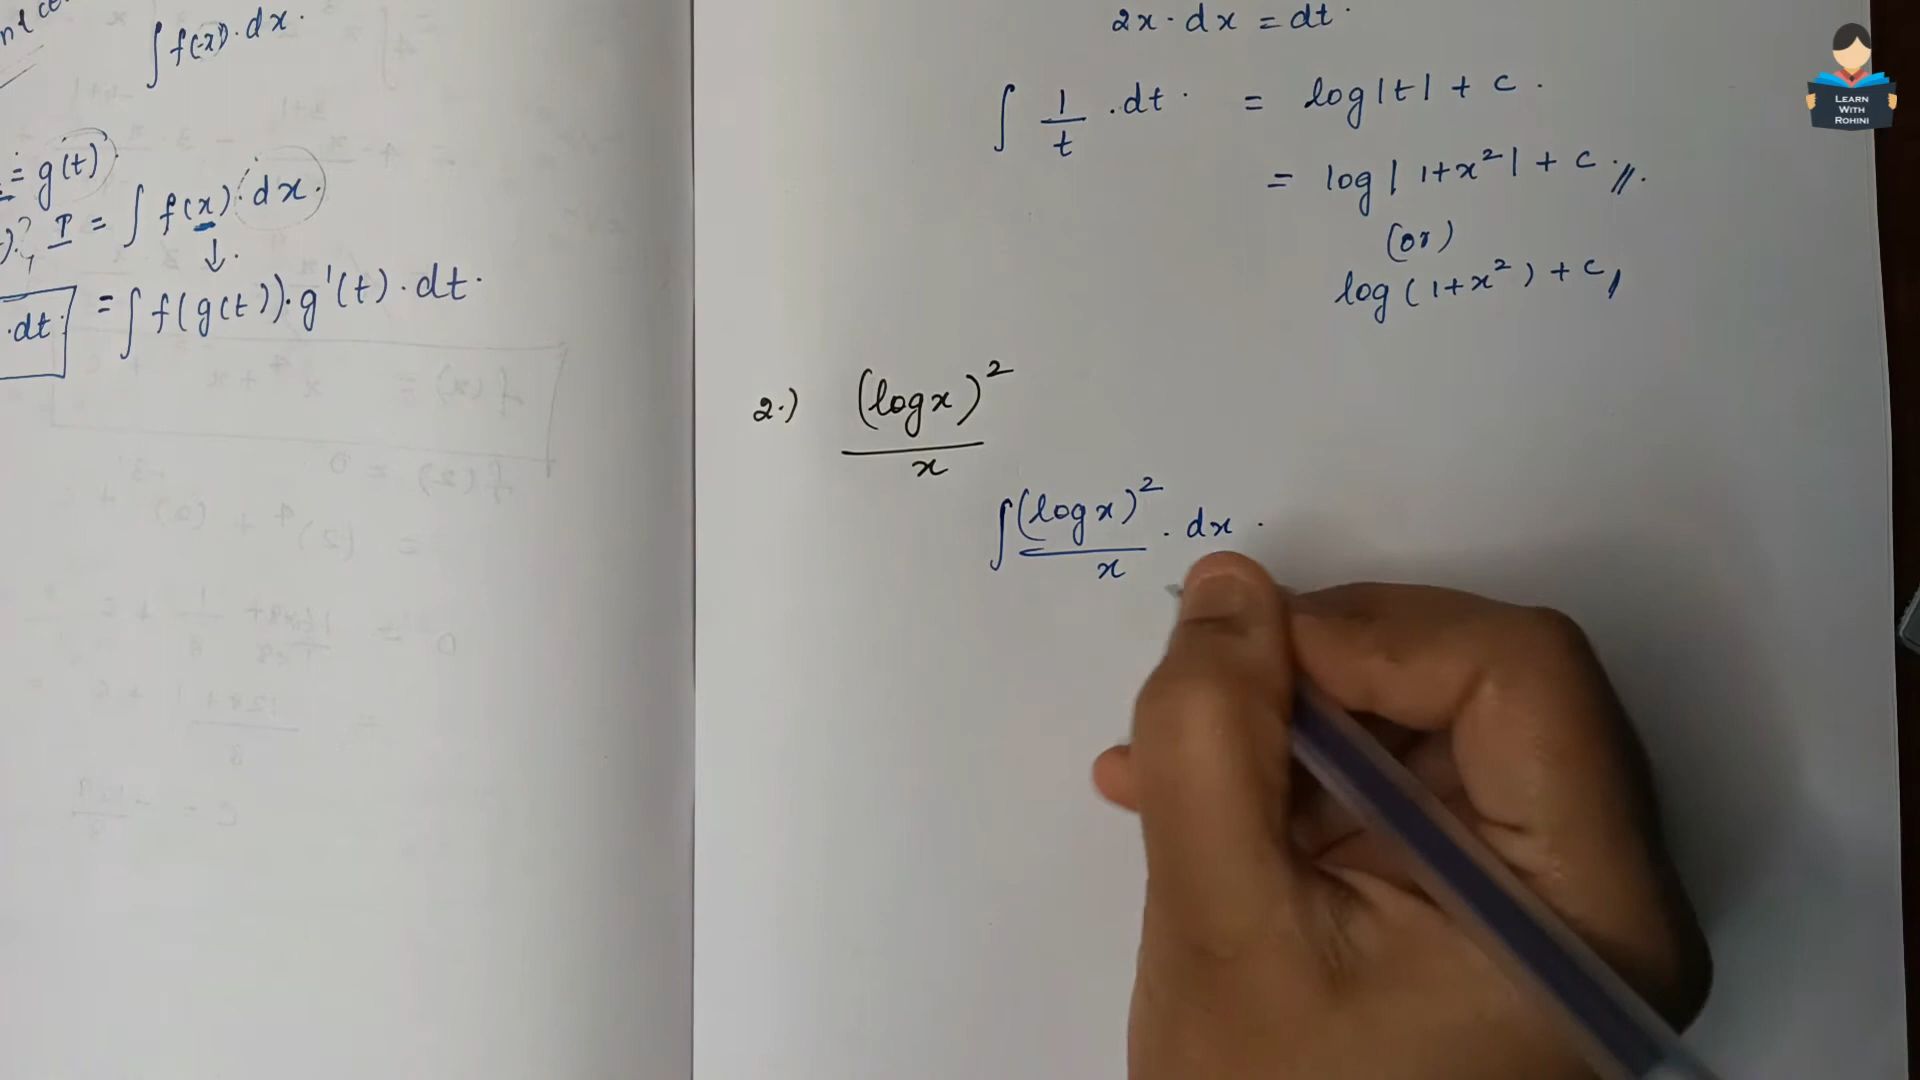 ∫ f(x) · dx.
= g(t)
I = ∫ f(x) · dx.
↓.
· dt = ∫ f(g(t)) · g'(t) · dt.
2x · dx = dt.
∫ 1/t · dt. = log |t| + c.
= log | 1+x² | + c //.
(or)
log (1+x²) + c
2.) (log x)² / x
∫ (log x)² / x · dx.
LEARN
WITH
ROHINI